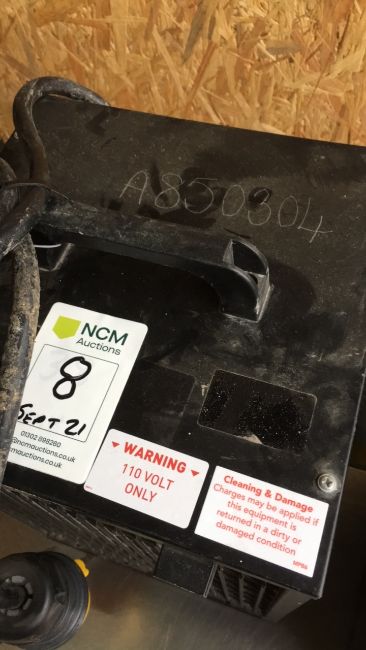 A850304
NCM
Auctions
8
SEPT 21
01302 898260
ncmauctions.co.uk
WARNING
110 VOLT
ONLY
Cleaning & Damage
Charges may be applied if
this equipment is
returned in a dirty or
damaged condition